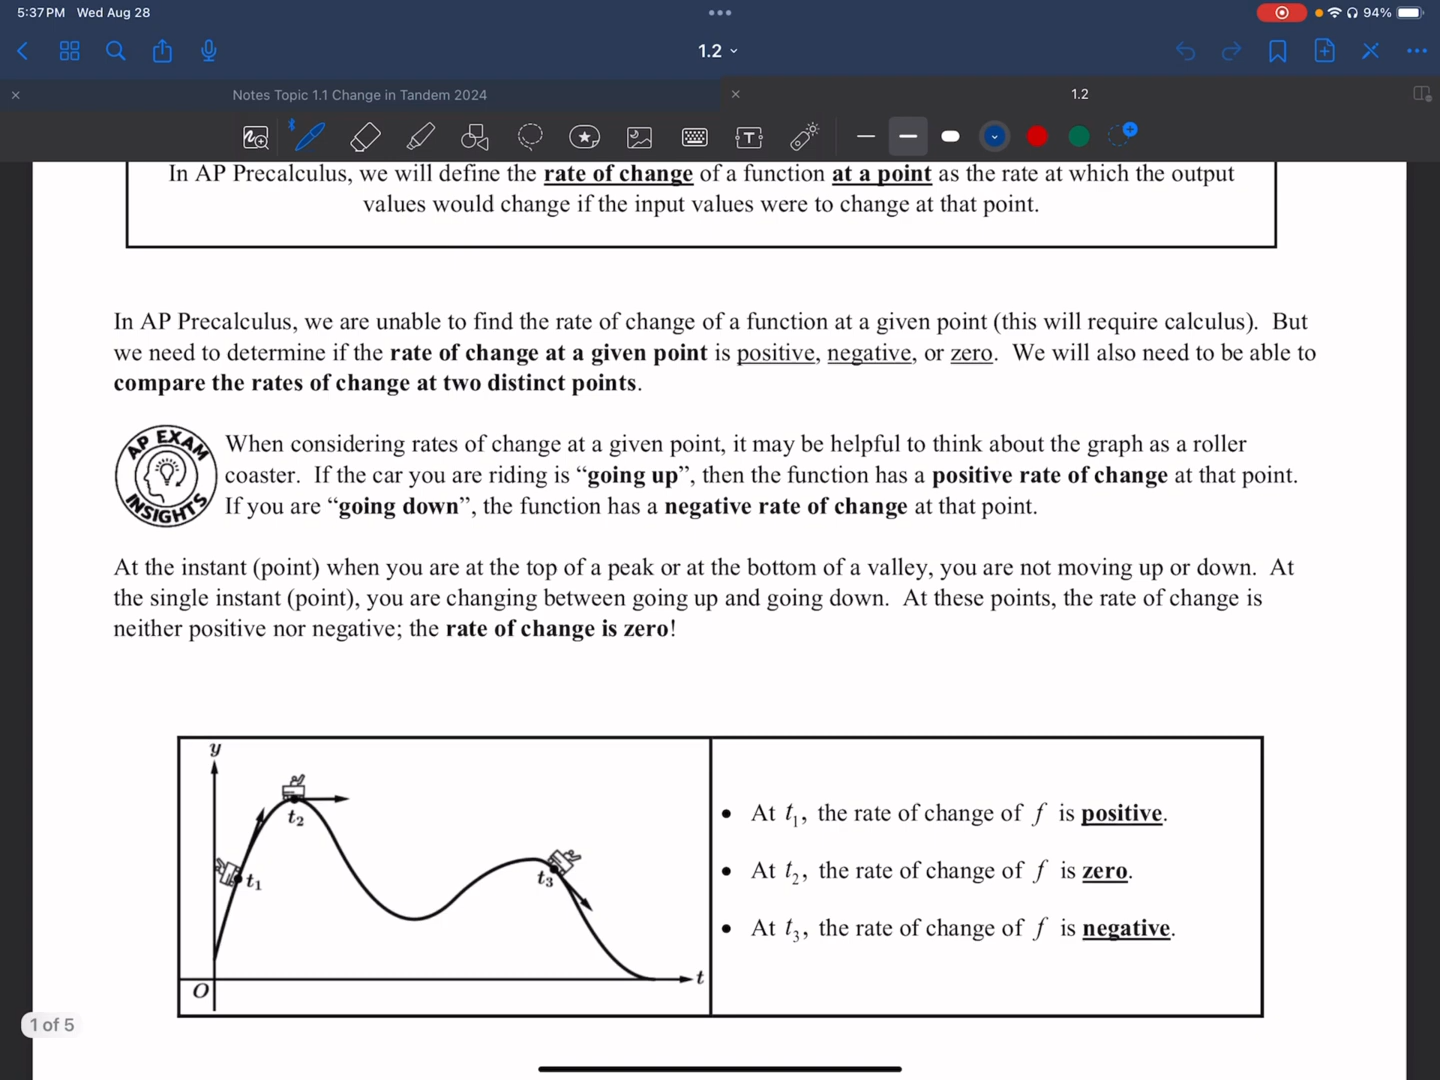 5:37 PM Wed Aug 28
94%
1.2
Notes Topic 1.1 Change in Tandem 2024
1.2
In AP Precalculus, we will define the rate of change of a function at a point as the rate at which the output
values would change if the input values were to change at that point.
In AP Precalculus, we are unable to find the rate of change of a function at a given point (this will require calculus). But
we need to determine if the rate of change at a given point is positive, negative, or zero. We will also need to be able to
compare the rates of change at two distinct points.
AP EXAM
INSIGHTS
When considering rates of change at a given point, it may be helpful to think about the graph as a roller
coaster. If the car you are riding is “going up”, then the function has a positive rate of change at that point.
If you are “going down”, the function has a negative rate of change at that point.
At the instant (point) when you are at the top of a peak or at the bottom of a valley, you are not moving up or down. At
the single instant (point), you are changing between going up and going down. At these points, the rate of change is
neither positive nor negative; the rate of change is zero!
y
t₂
t₁
t₃
t
O
• At t₁, the rate of change of f is positive.
• At t₂, the rate of change of f is zero.
• At t₃, the rate of change of f is negative.
1 of 5